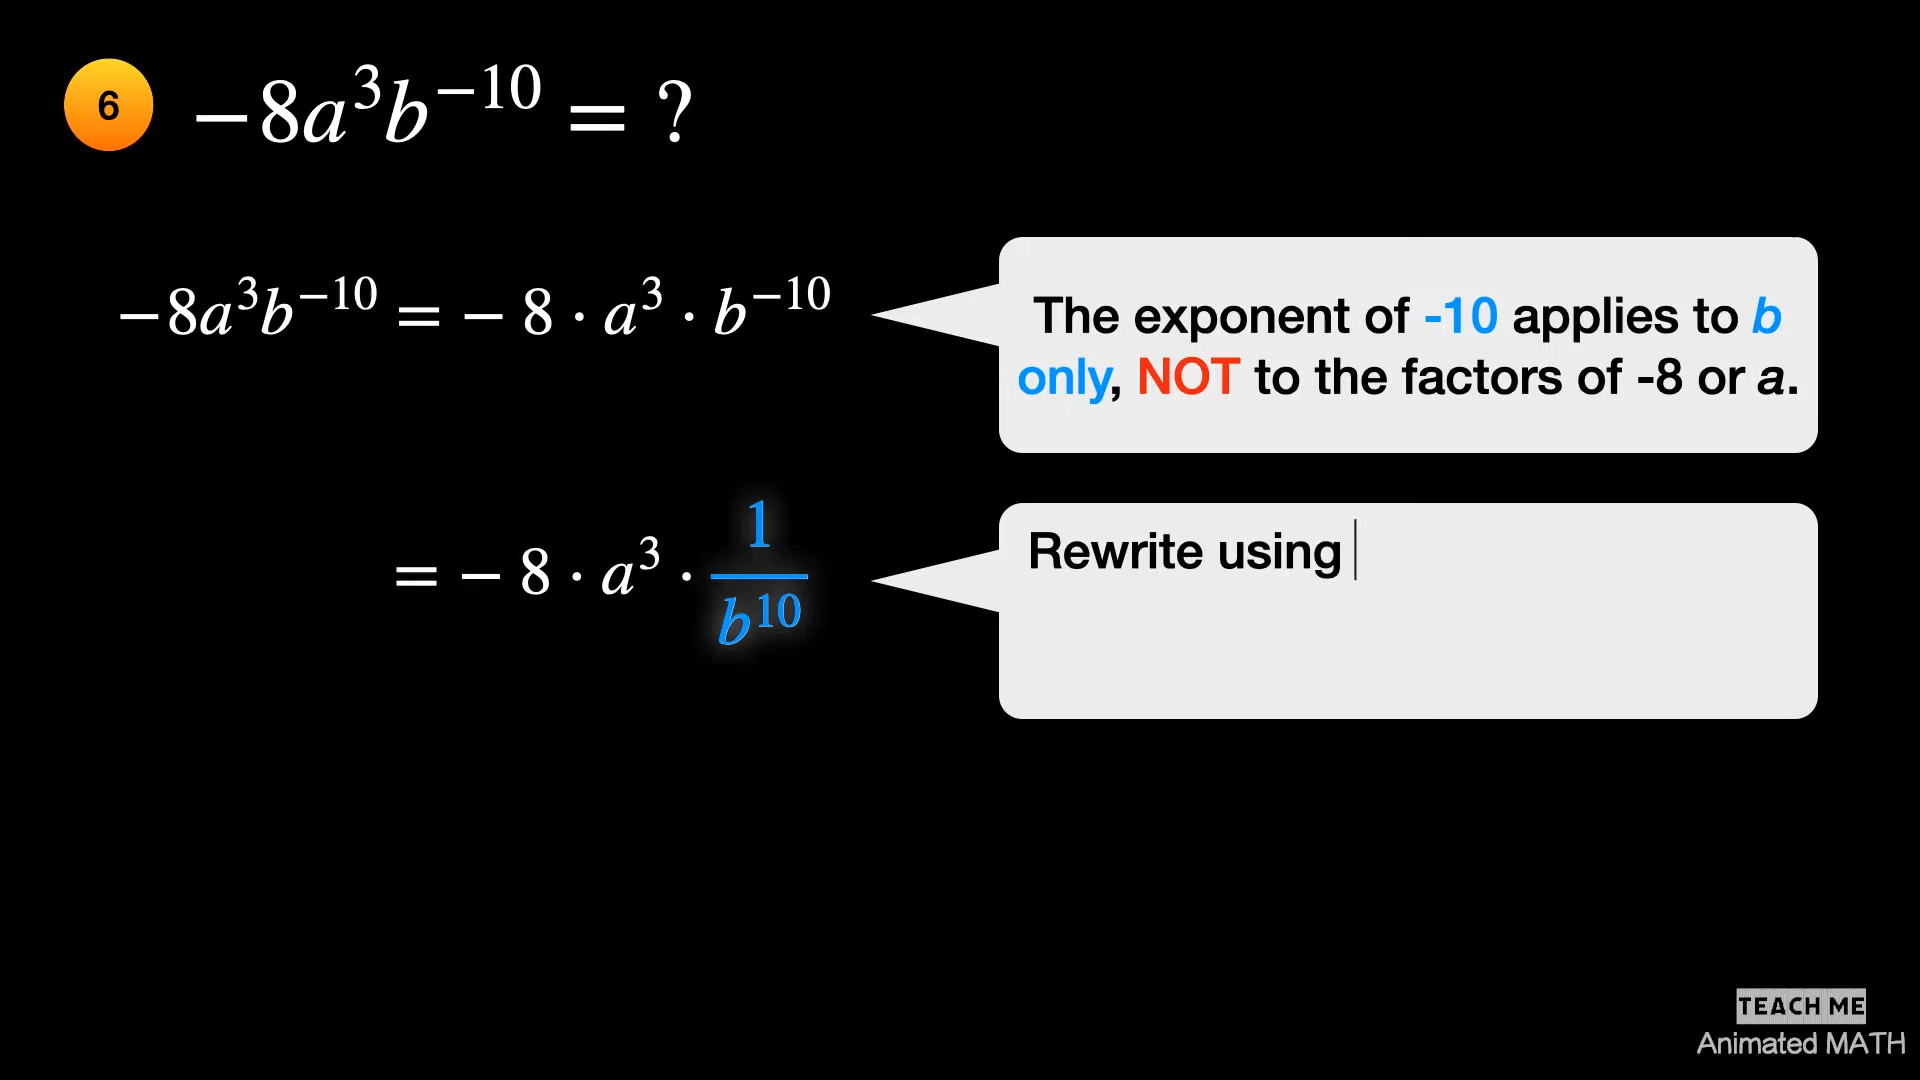 6
−8a³b⁻¹⁰ = ?
−8a³b⁻¹⁰ = − 8 · a³ · b⁻¹⁰
The exponent of -10 applies to b
only, NOT to the factors of -8 or a.
= − 8 · a³ · 1/b¹⁰
Rewrite using
TEACH ME
Animated MATH